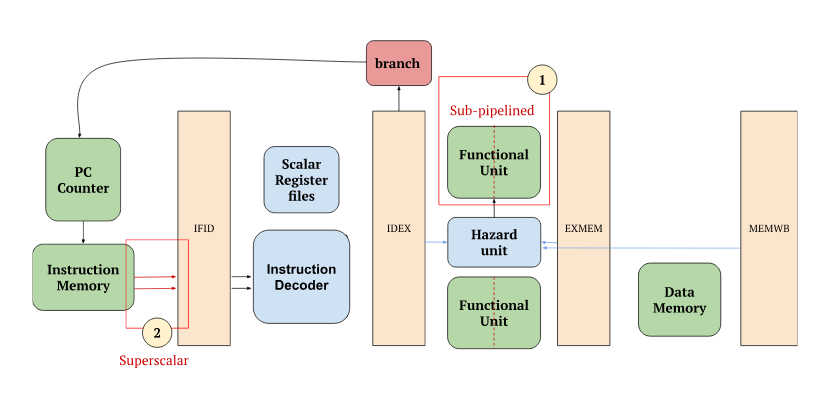 branch
1
Sub-pipelined
PC
Counter
Scalar
Register
files
Functional
Unit
IFID
IDEX
EXMEM
MEMWB
Hazard
unit
Instruction
Memory
Instruction
Decoder
Functional
Unit
Data
Memory
2
Superscalar